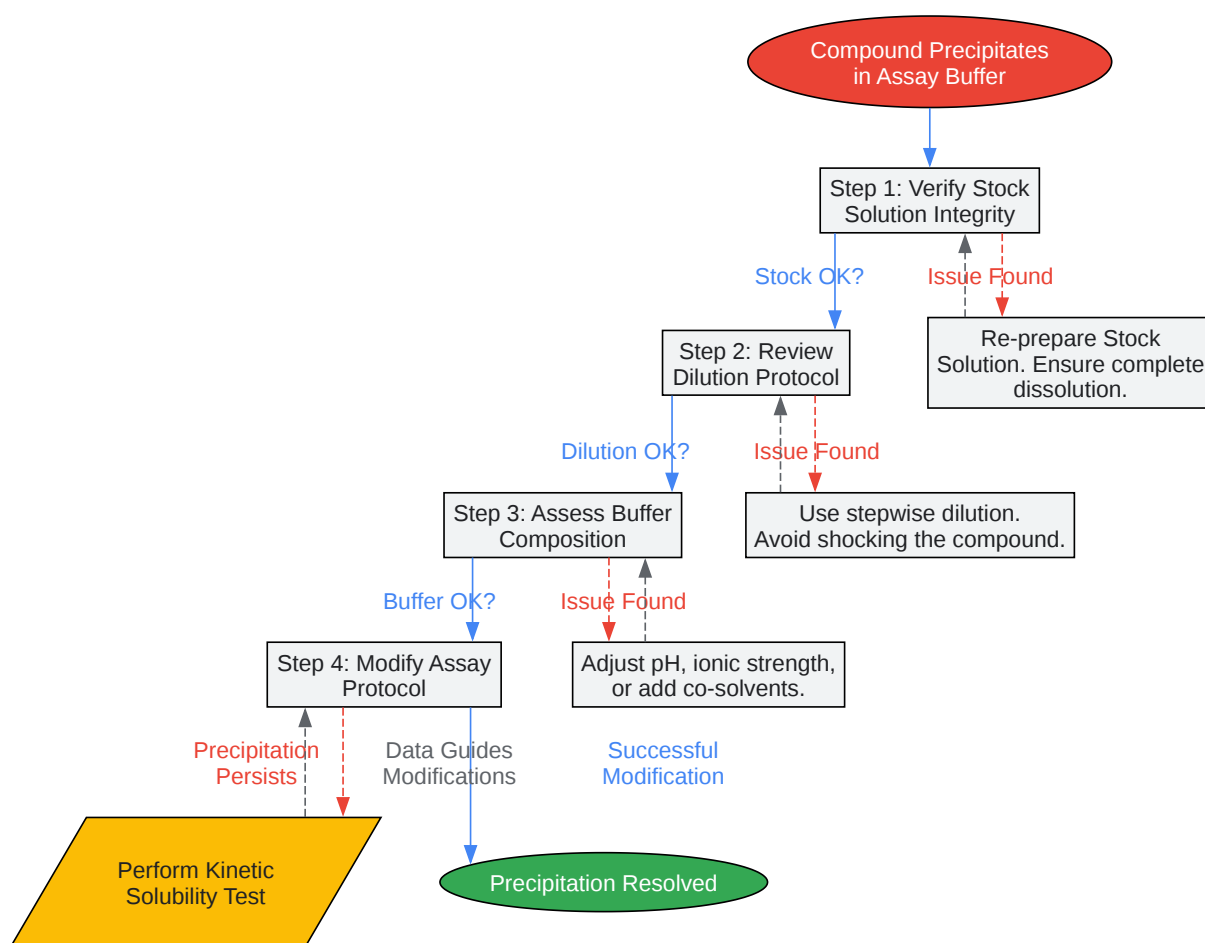 Compound Precipitates
in Assay Buffer
Step 1: Verify Stock
Solution Integrity
Stock OK?
Issue Found
Re-prepare Stock
Solution. Ensure complete
dissolution.
Step 2: Review
Dilution Protocol
Dilution OK?
Issue Found
Use stepwise dilution.
Avoid shocking the compound.
Step 3: Assess Buffer
Composition
Buffer OK?
Issue Found
Adjust pH, ionic strength,
or add co-solvents.
Step 4: Modify Assay
Protocol
Precipitation
Persists
Data Guides
Modifications
Successful
Modification
Perform Kinetic
Solubility Test
Precipitation Resolved